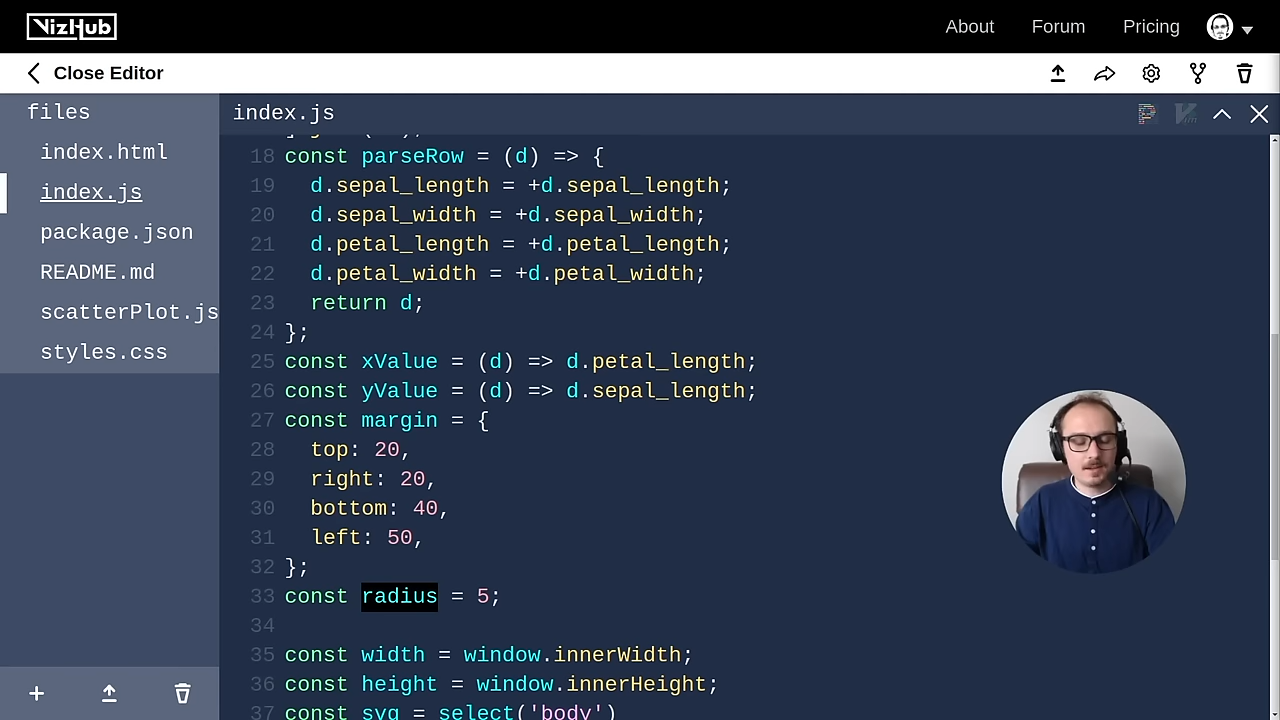 VizHub
About Forum Pricing
Close Editor
files
index.html
index.js
package.json
README.md
scatterPlot.js
styles.css
index.js
18 const parseRow = (d) => {
19 d.sepal_length = +d.sepal_length;
20 d.sepal_width = +d.sepal_width;
21 d.petal_length = +d.petal_length;
22 d.petal_width = +d.petal_width;
23 return d;
24 };
25 const xValue = (d) => d.petal_length;
26 const yValue = (d) => d.sepal_length;
27 const margin = {
28 top: 20,
29 right: 20,
30 bottom: 40,
31 left: 50,
32 };
33 const radius = 5;
34
35 const width = window.innerWidth;
36 const height = window.innerHeight;
37 const svg = select('body')